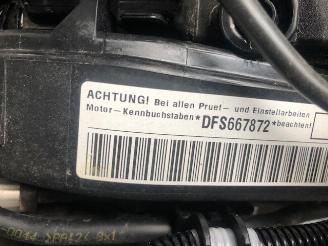 ACHTUNG! Bei allen Pruef- und Einstellarbeiten
Motor-Kennbuchstaben *DFS667872* beachten!